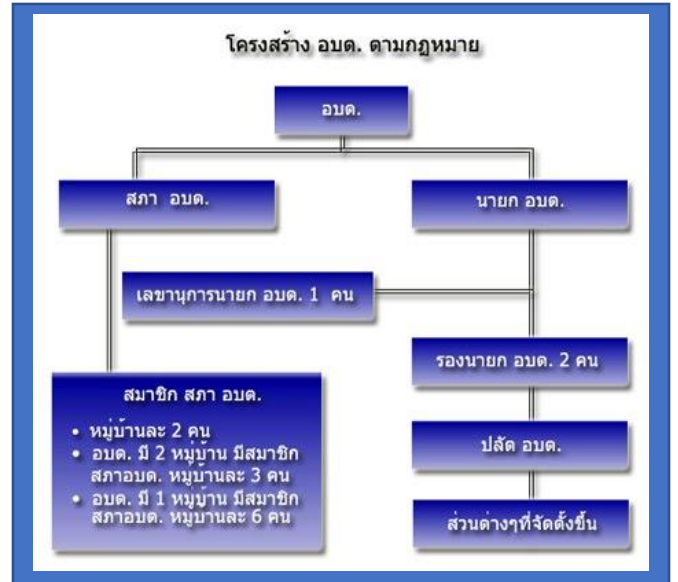 โครงสร้าง อบต. ตามกฎหมาย
อบต.
สภา อบต.
นายก อบต.
เลขานุการนายก อบต. 1 คน
รองนายก อบต. 2 คน
สมาชิก สภา อบต.
• หมู่บ้านละ 2 คน
• อบต. มี 2 หมู่บ้าน มีสมาชิก
สภาอบต. หมู่บ้านละ 3 คน
• อบต. มี 1 หมู่บ้าน มีสมาชิก
สภาอบต. หมู่บ้านละ 6 คน
ปลัด อบต.
ส่วนต่างๆที่จัดตั้งขึ้น